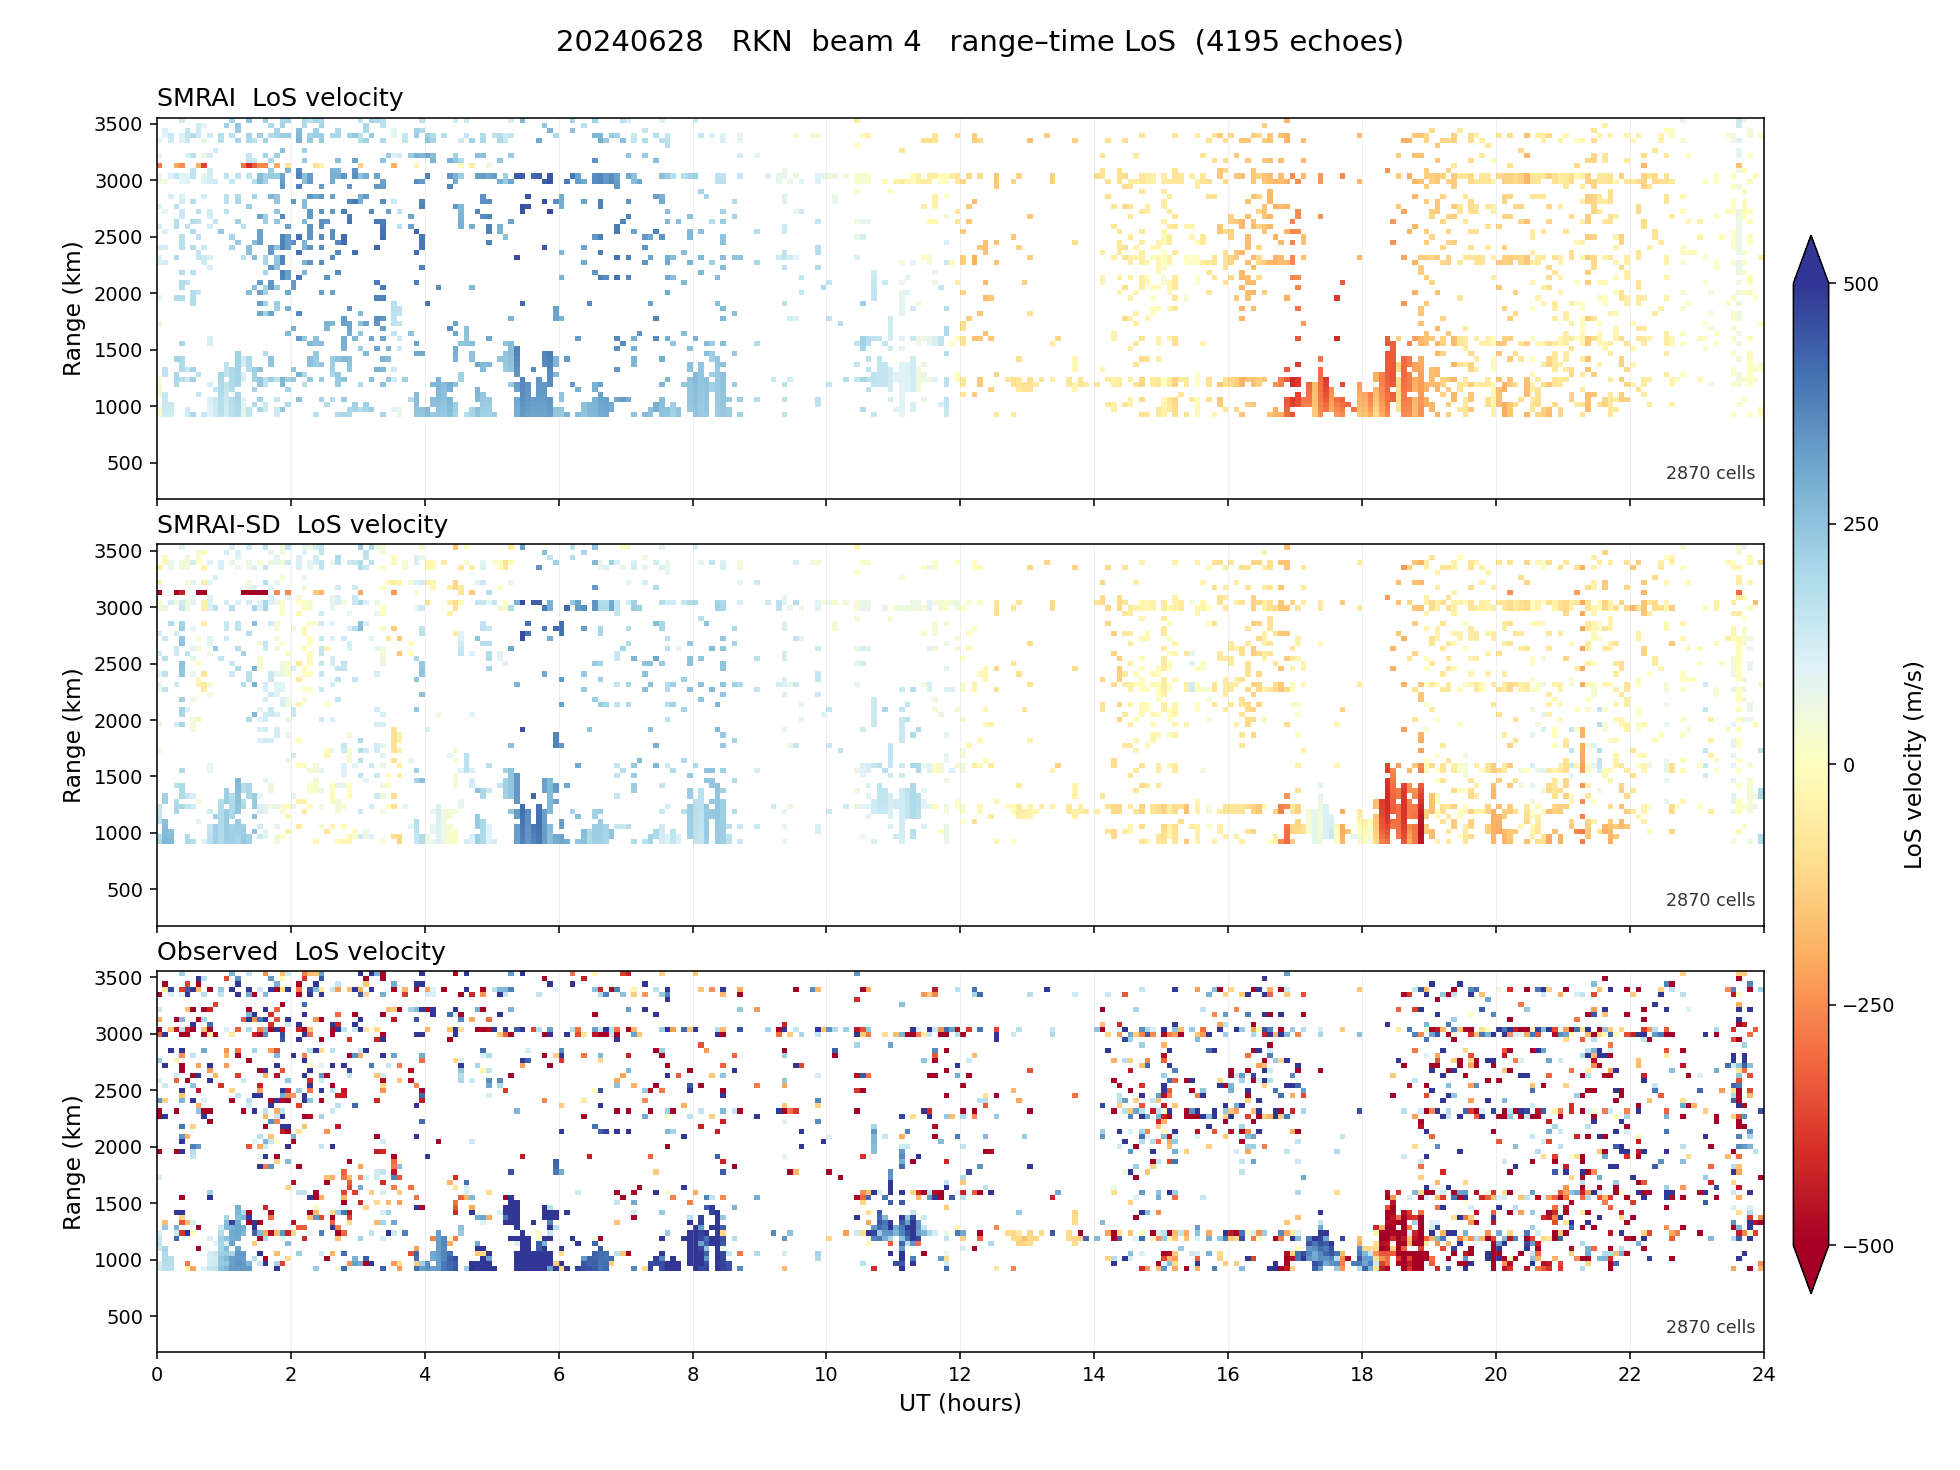 20240628   RKN  beam 4   range–time LoS  (4195 echoes)
SMRAI  LoS velocity
3500
3000
2500
2000
1500
1000
500
Range (km)
2870 cells
SMRAI-SD  LoS velocity
3500
3000
2500
2000
1500
1000
500
Range (km)
2870 cells
Observed  LoS velocity
3500
3000
2500
2000
1500
1000
500
Range (km)
2870 cells
0 2 4 6 8 10 12 14 16 18 20 22 24
UT (hours)
500
250
0
−250
−500
LoS velocity (m/s)